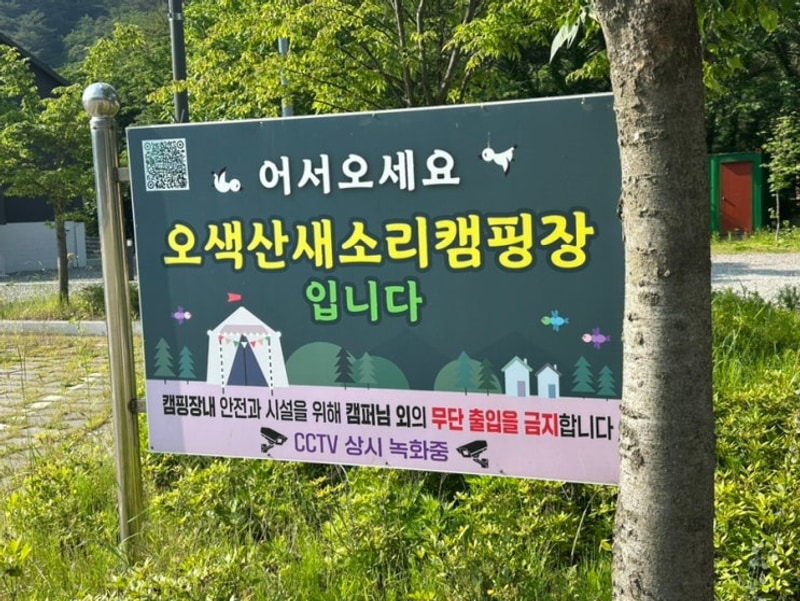 어서오세요
오색산새소리캠핑장
입니다
캠핑장내 안전과 시설을 위해 캠퍼님 외의 무단 출입을 금지합니다
CCTV 상시 녹화중